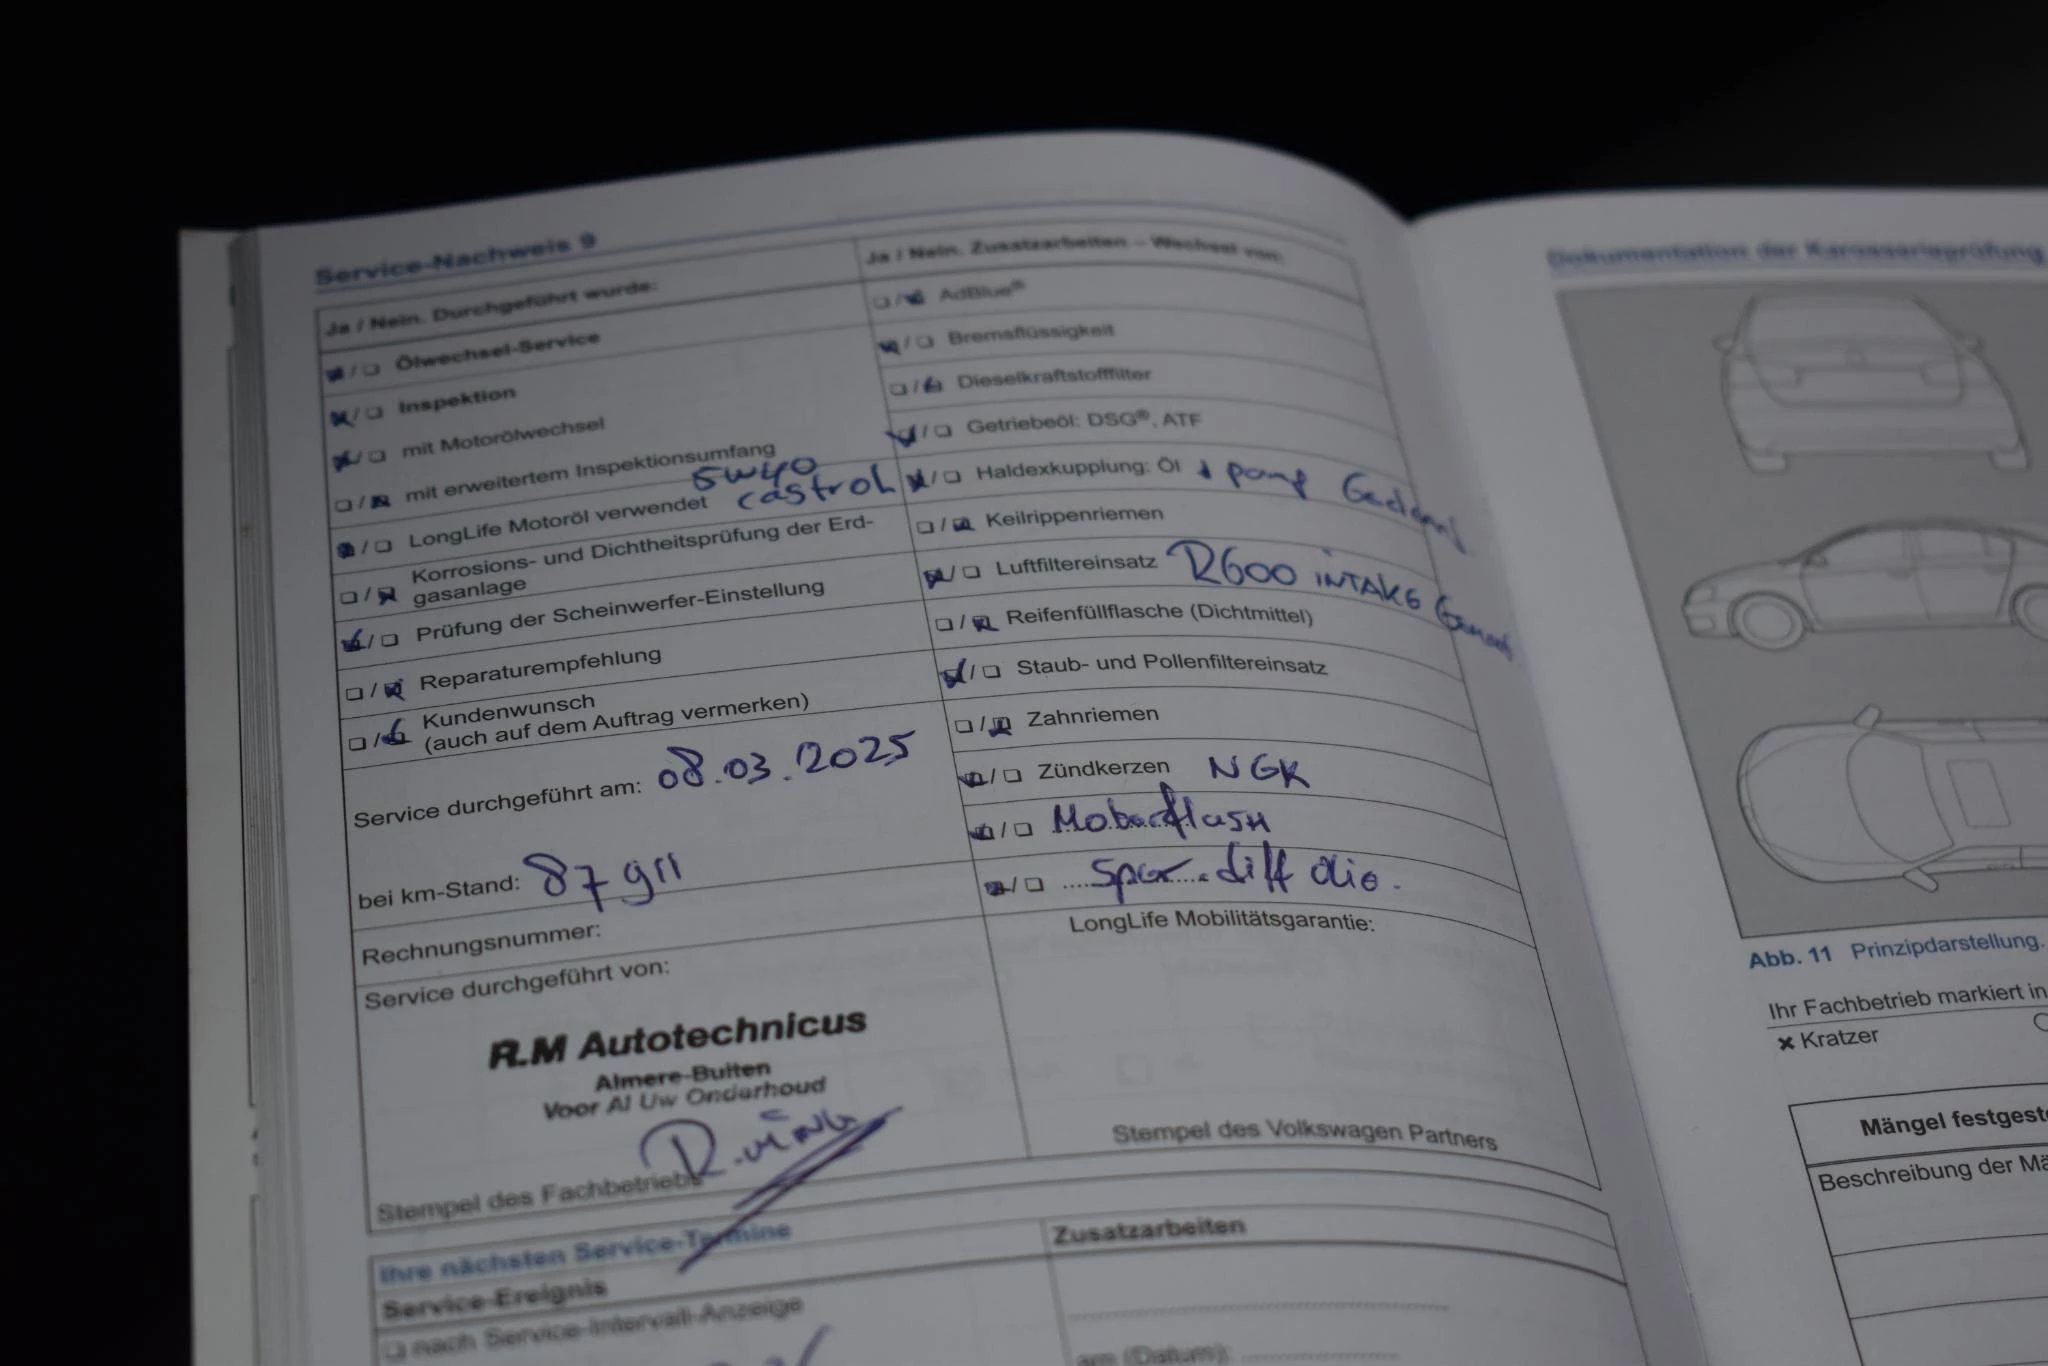 Service-Nachweis 9
Ja / Nein. Durchgeführt wurde:
Ölwechsel-Service
Inspektion
mit Motorölwechsel
mit erweitertem Inspektionsumfang
5W40
LongLife Motoröl verwendet castrol
Korrosions- und Dichtheitsprüfung der Erd-
gasanlage
Prüfung der Scheinwerfer-Einstellung
Reparaturempfehlung
Kundenwunsch
(auch auf dem Auftrag vermerken)
Service durchgeführt am: 08.03.2025
bei km-Stand: 87911
Rechnungsnummer:
Service durchgeführt von:
R.M Autotechnicus
Almere-Buiten
Voor Al Uw Onderhoud
Stempel des Fachbetriebs
Ja / Nein. Zusatzarbeiten – Wechsel von:
AdBlue®
Bremsflüssigkeit
Dieselkraftstofffilter
Getriebeöl: DSG®, ATF
Haldexkupplung: Öl + pomp
Keilrippenriemen
Luftfiltereinsatz R600 INTAKE
Reifenfüllflasche (Dichtmittel)
Staub- und Pollenfiltereinsatz
Zahnriemen
Zündkerzen NGK
Motorflush
Sper diff olie.
LongLife Mobilitätsgarantie:
Stempel des Volkswagen Partners
Ihre nächsten Service-Termine
Service-Ereignis
nach Service-Intervall-Anzeige
Zusatzarbeiten
am (Datum):
Dokumentation der Karosserieprüfung
Abb. 11 Prinzipdarstellung.
Ihr Fachbetrieb markiert in
× Kratzer
Mängel festgest
Beschreibung der Mä